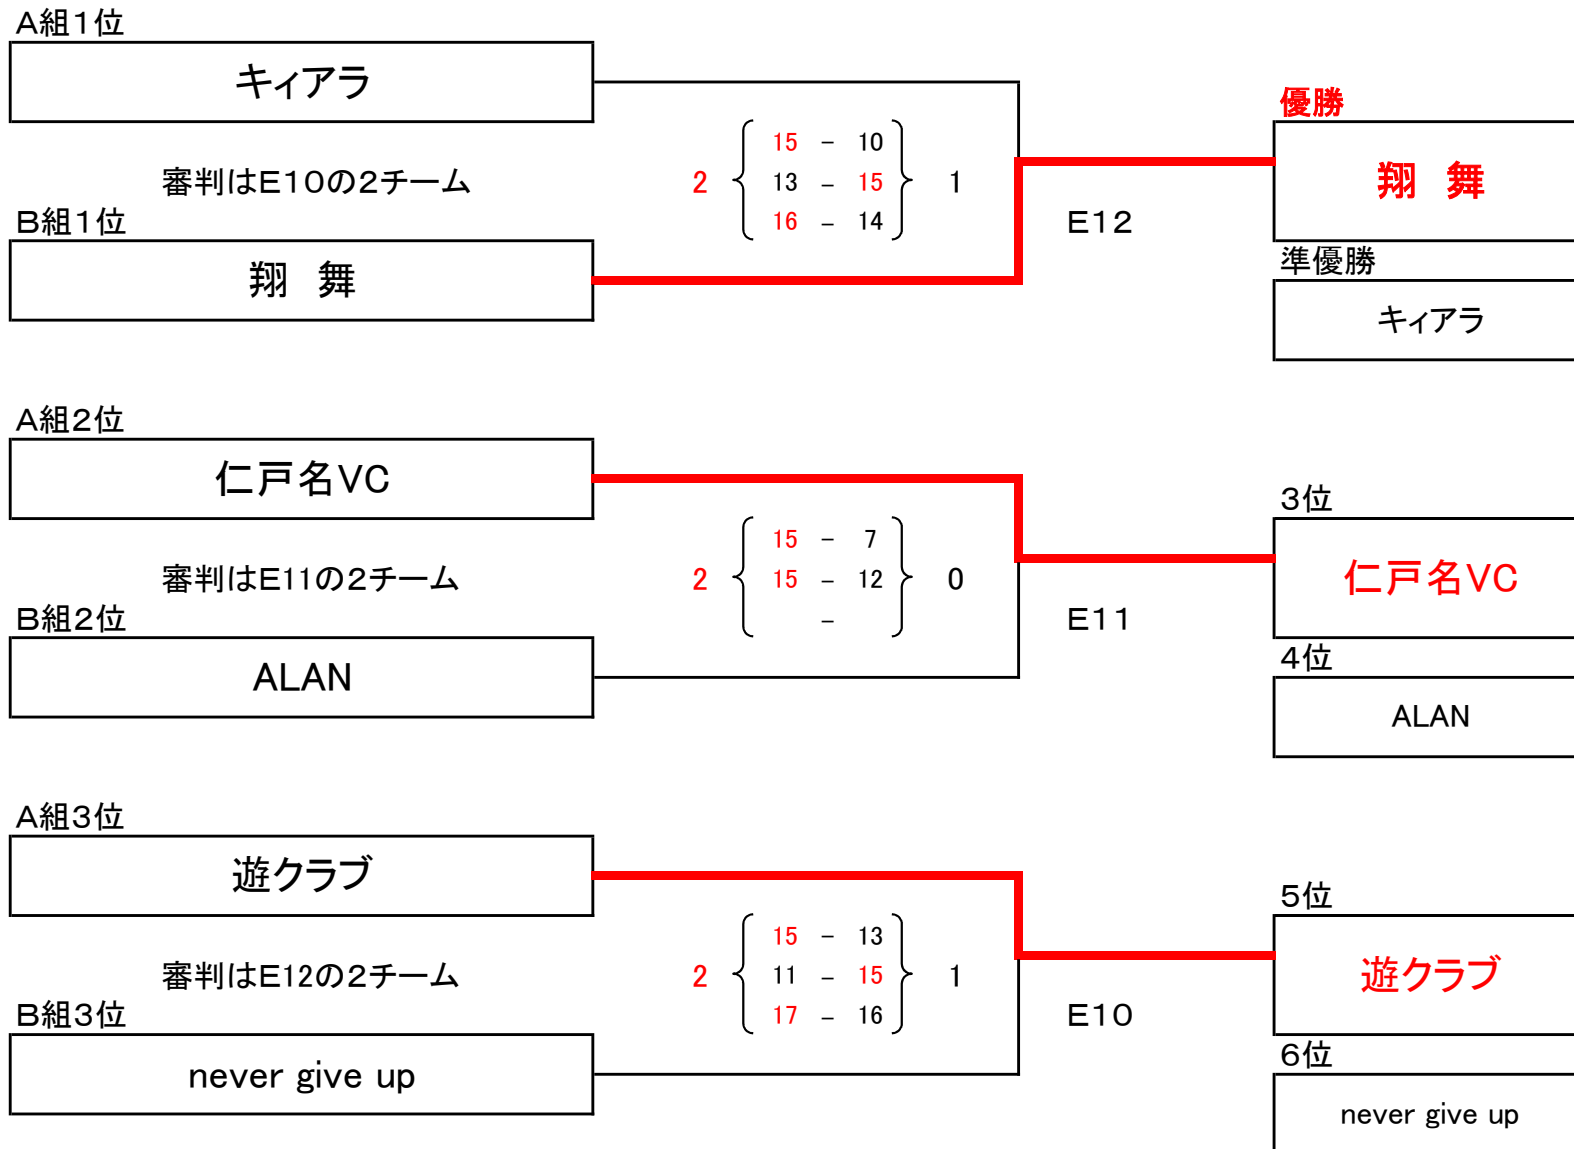 A組1位
キィアラ
優勝
15 − 10
翔　舞
審判はE10の2チーム
2 13 − 15 1
16 − 14
B組1位
E12
準優勝
翔　舞
キィアラ
A組2位
仁戸名VC
3位
15 − 7
仁戸名VC
審判はE11の2チーム
2 15 − 12 0
−
B組2位
E11
4位
ALAN
ALAN
A組3位
遊クラブ
5位
15 − 13
遊クラブ
審判はE12の2チーム
2 11 − 15 1
17 − 16
B組3位
E10
6位
never give up
never give up